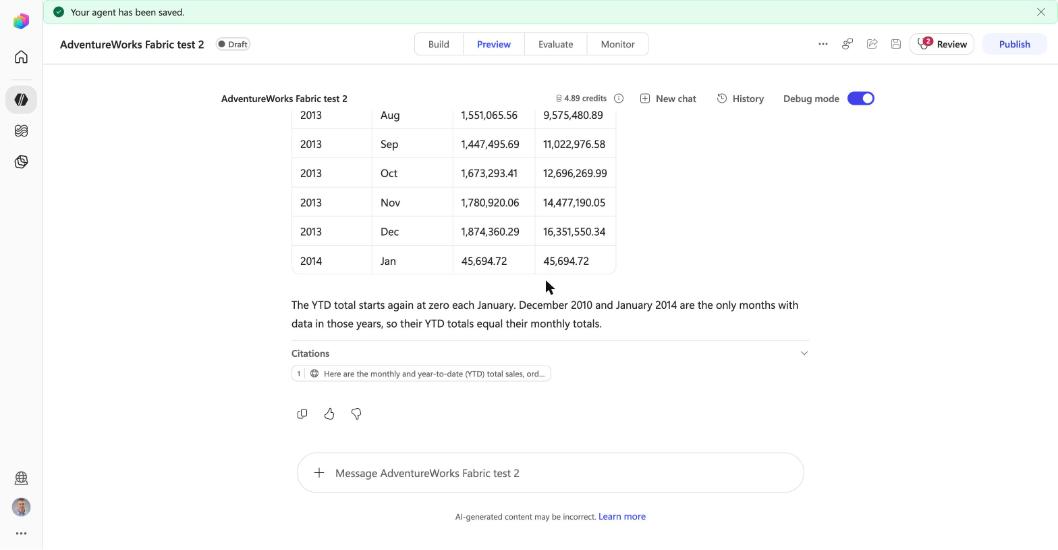 Your agent has been saved.
AdventureWorks Fabric test 2 Draft Build Preview Evaluate Monitor 2 Review Publish
AdventureWorks Fabric test 2 4.89 credits New chat History Debug mode
2013 Aug 1,551,065.56 9,575,480.89
2013 Sep 1,447,495.69 11,022,976.58
2013 Oct 1,673,293.41 12,696,269.99
2013 Nov 1,780,920.06 14,477,190.05
2013 Dec 1,874,360.29 16,351,550.34
2014 Jan 45,694.72 45,694.72
The YTD total starts again at zero each January. December 2010 and January 2014 are the only months with
data in those years, so their YTD totals equal their monthly totals.
Citations
1 Here are the monthly and year-to-date (YTD) total sales, ord...
Message AdventureWorks Fabric test 2
AI-generated content may be incorrect. Learn more